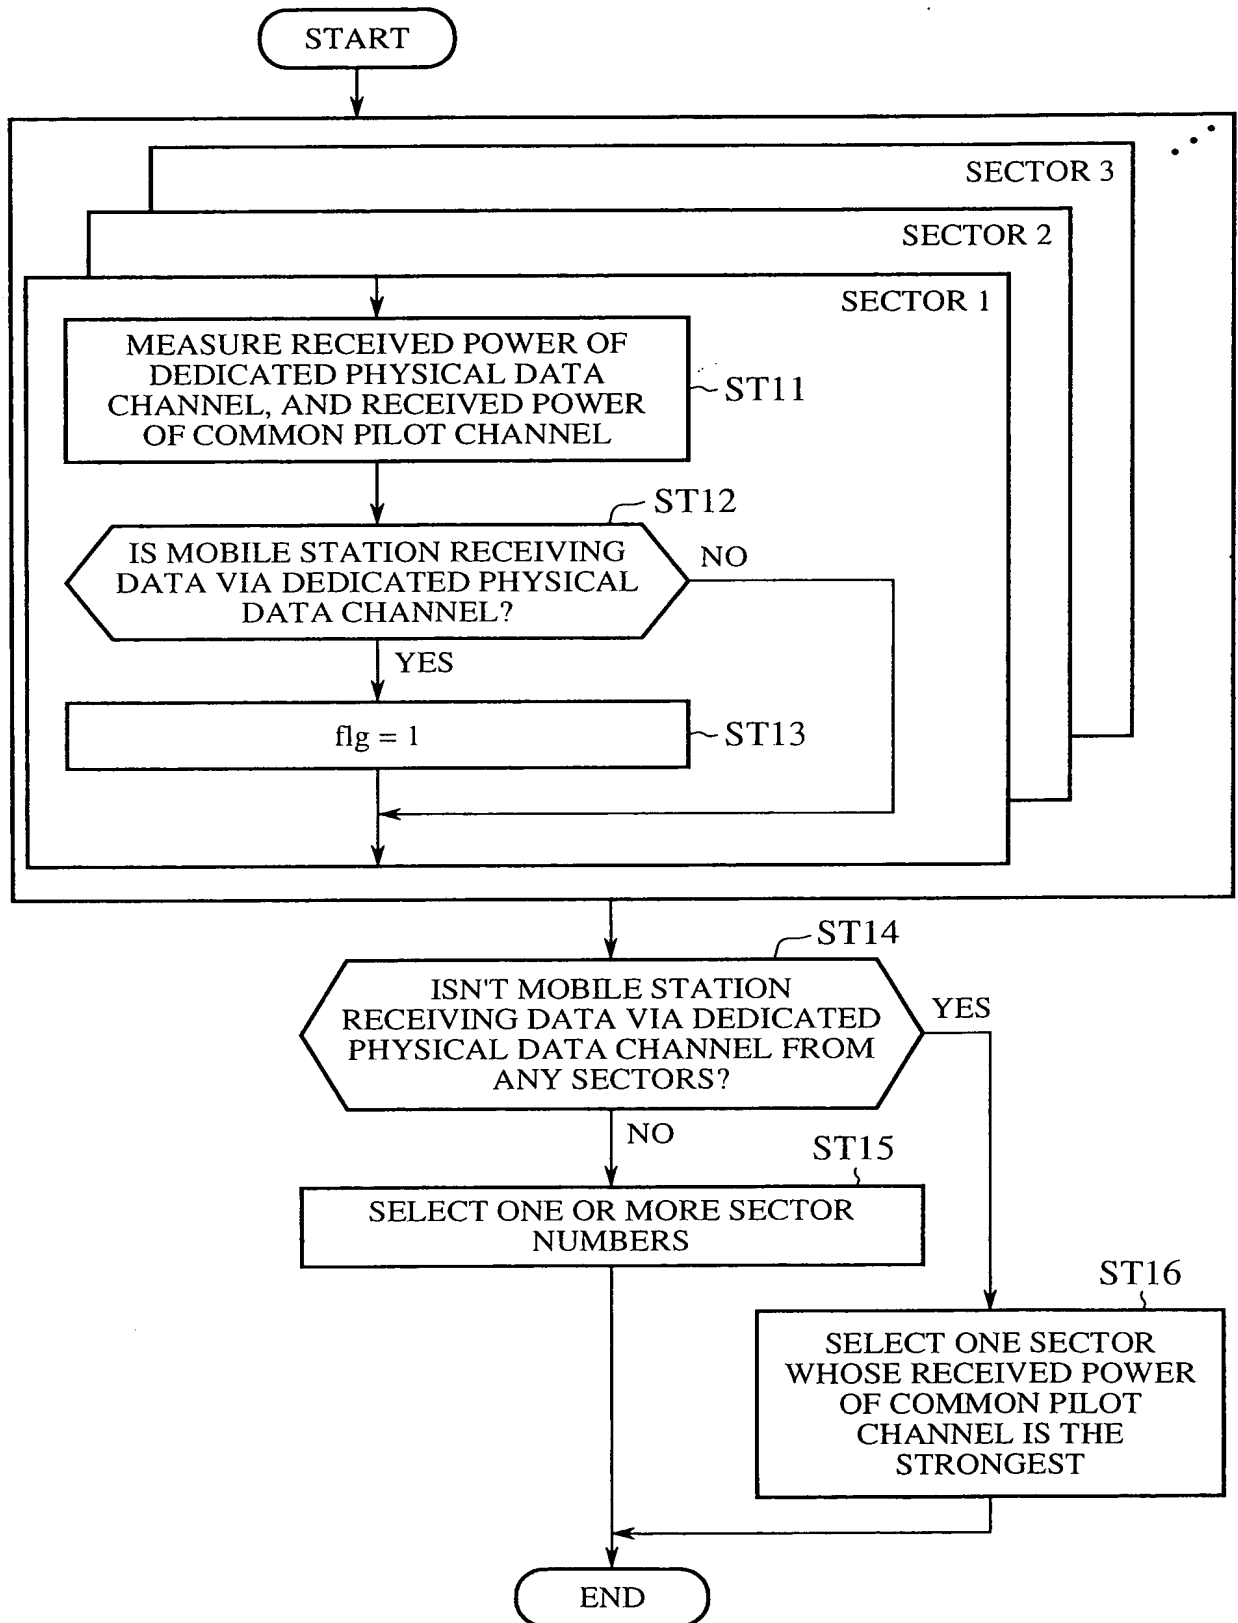 START
SECTOR 3
SECTOR 2
SECTOR 1
MEASURE RECEIVED POWER OF
DEDICATED PHYSICAL DATA
CHANNEL, AND RECEIVED POWER
OF COMMON PILOT CHANNEL
ST11
ST12
IS MOBILE STATION RECEIVING
DATA VIA DEDICATED PHYSICAL
DATA CHANNEL?
NO
YES
flg = 1
ST13
ST14
ISN'T MOBILE STATION
RECEIVING DATA VIA DEDICATED
PHYSICAL DATA CHANNEL FROM
ANY SECTORS?
YES
NO
ST15
SELECT ONE OR MORE SECTOR
NUMBERS
ST16
SELECT ONE SECTOR
WHOSE RECEIVED POWER
OF COMMON PILOT
CHANNEL IS THE
STRONGEST
END